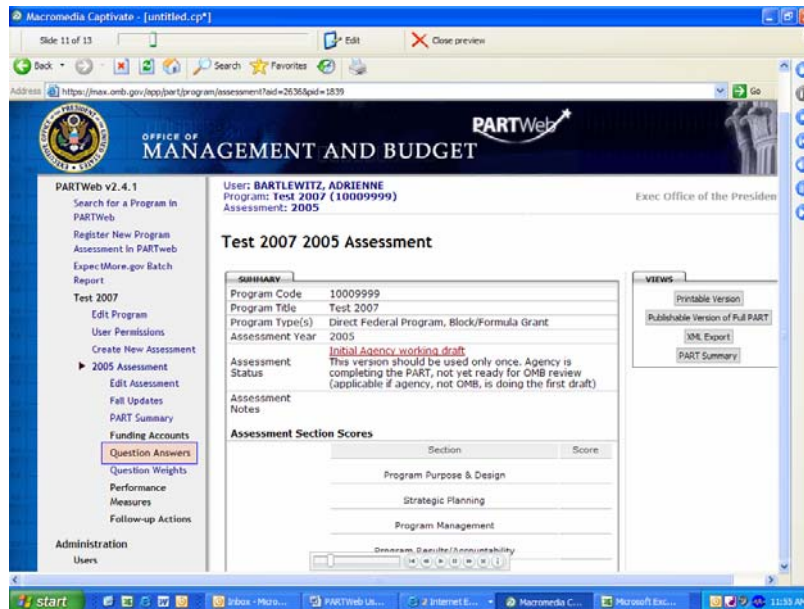 Macromedia Captivate - [untitled.cp*]
Slide 11 of 13
Edit
Close preview
Back
Search
Favorites
Address
https://max.omb.gov/app/part/program/assessment?aid=2636&pid=1839
Go
OFFICE OF
MANAGEMENT AND BUDGET
PARTWeb
PARTWeb v2.4.1
Search for a Program in
PARTWeb
Register New Program
Assessment in PARTweb
ExpectMore.gov Batch
Report
Test 2007
Edit Program
User Permissions
Create New Assessment
2005 Assessment
Edit Assessment
Fall Updates
PART Summary
Funding Accounts
Question Answers
Question Weights
Performance
Measures
Follow-up Actions
Administration
Users
User: BARTLEWITZ, ADRIENNE
Program: Test 2007 (10009999)
Assessment: 2005
Exec Office of the Presiden
Test 2007 2005 Assessment
SUMMARY
Program Code 10009999
Program Title Test 2007
Program Type(s) Direct Federal Program, Block/Formula Grant
Assessment Year 2005
Assessment Status
Initial Agency working draft
This version should be used only once. Agency is
completing the PART, not yet ready for OMB review
(applicable if agency, not OMB, is doing the first draft)
Assessment
Notes
Assessment Section Scores
Section Score
Program Purpose & Design
Strategic Planning
Program Management
Program Results/Accountability
VIEWS
Printable Version
Publishable Version of Full PART
XML Export
PART Summary
start
Inbox - Micro...
PARTWeb Us...
2 Internet E...
Macromedia C...
Microsoft Exc...
11:55 AM